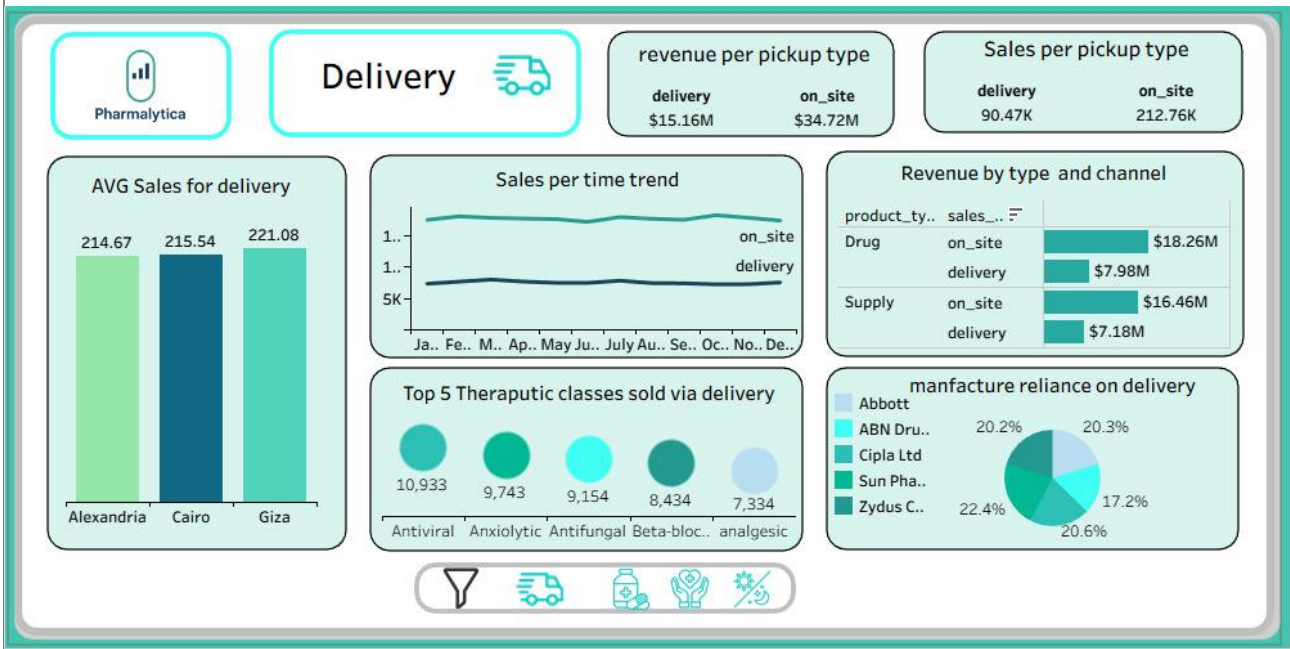 Pharmalytica
Delivery
revenue per pickup type
delivery on_site
$15.16M $34.72M
Sales per pickup type
delivery on_site
90.47K 212.76K
AVG Sales for delivery
214.67 215.54 221.08
Alexandria Cairo Giza
Sales per time trend
1..
1..
5K
on_site
delivery
Ja.. Fe.. M.. Ap.. May Ju.. July Au.. Se.. Oc.. No.. De..
Revenue by type and channel
product_ty.. sales_..
Drug on_site $18.26M
delivery $7.98M
Supply on_site $16.46M
delivery $7.18M
Top 5 Theraputic classes sold via delivery
10,933 9,743 9,154 8,434 7,334
Antiviral Anxiolytic Antifungal Beta-bloc.. analgesic
manfacture reliance on delivery
Abbott
ABN Dru..
Cipla Ltd
Sun Pha..
Zydus C..
20.2% 20.3%
22.4% 17.2%
20.6%